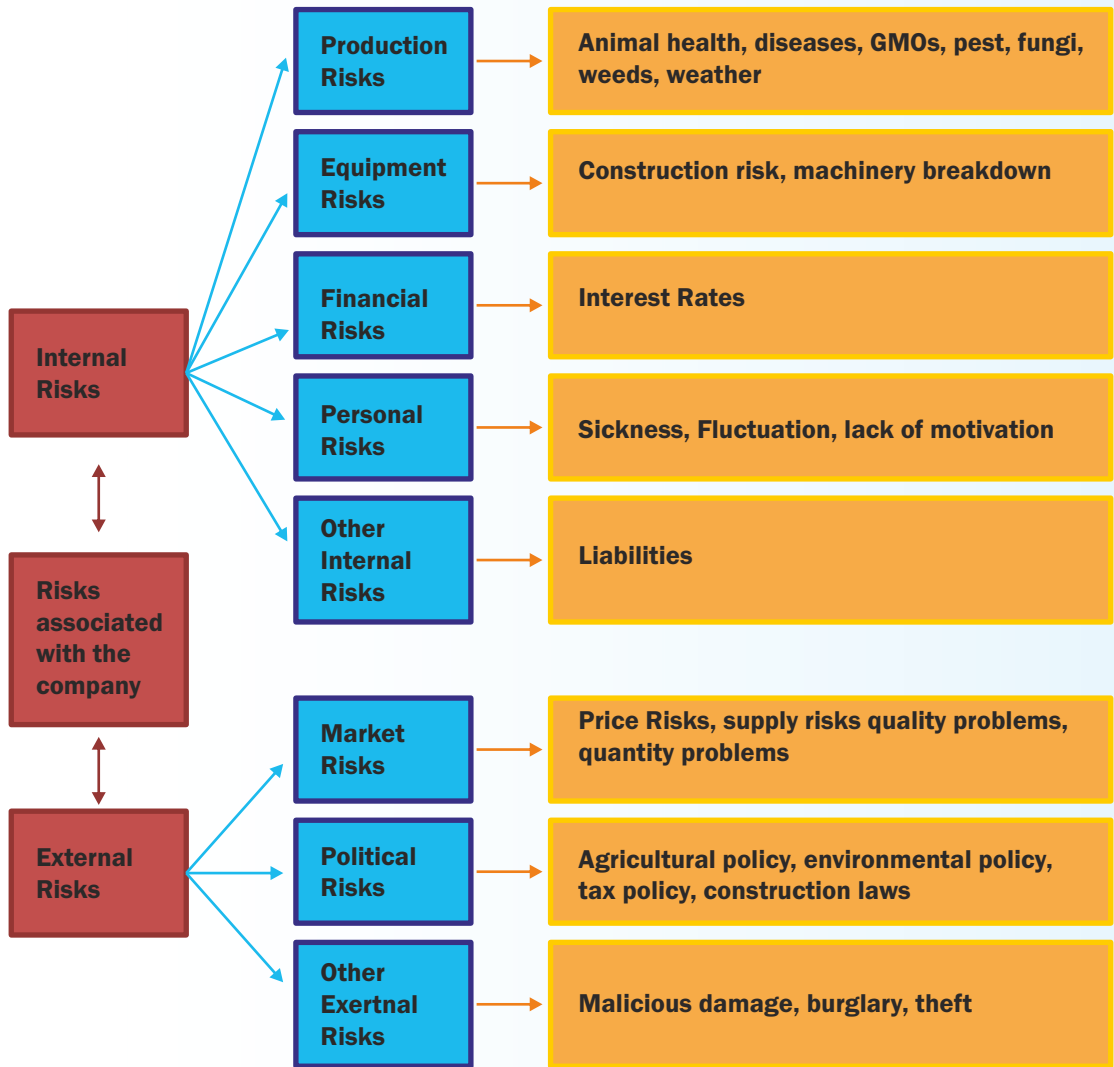 Production
Risks
Animal health, diseases, GMOs, pest, fungi,
weeds, weather
Equipment
Risks
Construction risk, machinery breakdown
Financial
Risks
Interest Rates
Internal
Risks
Personal
Risks
Sickness, Fluctuation, lack of motivation
Other
Internal
Risks
Liabilities
Risks
associated
with the
company
Market
Risks
Price Risks, supply risks quality problems,
quantity problems
External
Risks
Political
Risks
Agricultural policy, environmental policy,
tax policy, construction laws
Other
Exertnal
Risks
Malicious damage, burglary, theft